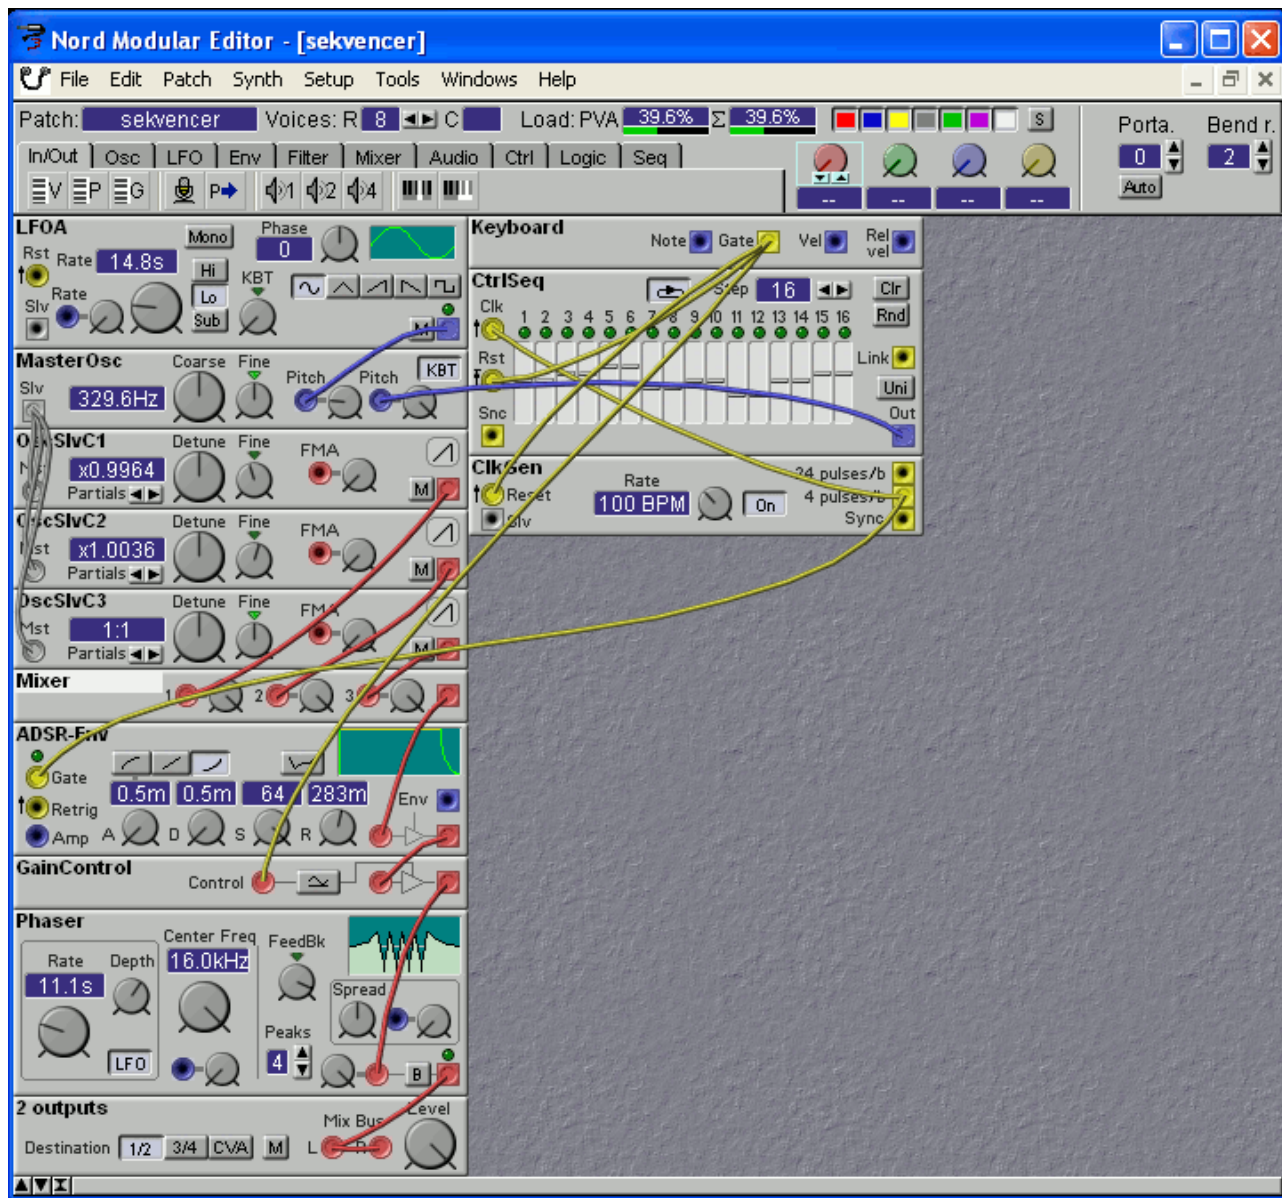 Nord Modular Editor - [sekvencer]
File Edit Patch Synth Setup Tools Windows Help
Patch: sekvencer Voices: R 8 C Load: PVA 39.6% Σ 39.6% S
Porta. Bend r.
0 2
Auto
In/Out Osc LFO Env Filter Mixer Audio Ctrl Logic Seq
V P G P 1 2 4
-- -- -- --
LFOA
Mono
Phase
0
Rst Rate 14.8s
Hi
Lo
Sub
KBT
Slv Rate
M
MasterOsc Coarse Fine
KBT
Slv 329.6Hz Pitch Pitch
OscSlvC1 Detune Fine FMA
Mst x0.9964
Partials M
OscSlvC2 Detune Fine FMA
Mst x1.0036
Partials M
OscSlvC3 Detune Fine FMA
Mst 1:1
Partials M
Mixer
1 2 3
ADSR-Env
Gate
0.5m 0.5m 64 283m
Retrig Env
Amp A D S R
GainControl
Control
Phaser
Center Freq FeedBk
Rate Depth 16.0kHz
11.1s
Spread
Peaks
LFO 4 B
2 outputs
Mix Bus Level
Destination 1/2 3/4 CVA M L R
Keyboard Note Gate Vel Rel vel
CtrlSeq Step 16 Clr
Clk 1 2 3 4 5 6 7 8 9 10 11 12 13 14 15 16 Rnd
Rst Link
Uni
Snc Out
ClkGen Rate 24 pulses/b
Reset 100 BPM On 4 pulses/b
Slv Sync